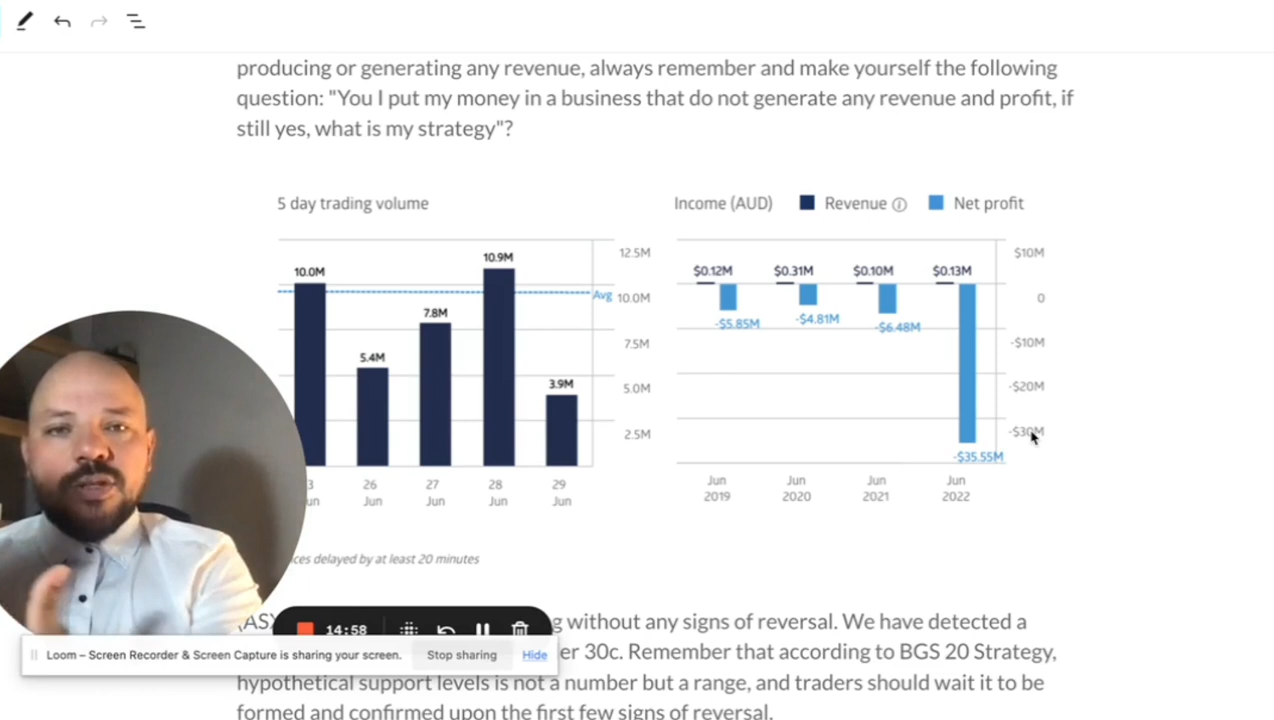 producing or generating any revenue, always remember and make yourself the following
question: "You I put my money in a business that do not generate any revenue and profit, if
still yes, what is my strategy"?
5 day trading volume
12.5M
10.0M
7.5M
5.0M
2.5M
Avg
10.0M
5.4M
7.8M
10.9M
3.9M
26 Jun
27 Jun
28 Jun
29 Jun
Income (AUD)
Revenue
Net profit
$10M
0
-$10M
-$20M
-$30M
$0.12M
$0.31M
$0.10M
$0.13M
-$5.85M
-$4.81M
-$6.48M
-$35.55M
Jun 2019
Jun 2020
Jun 2021
Jun 2022
delayed by at least 20 minutes
without any signs of reversal. We have detected a
30c. Remember that according to BGS 20 Strategy,
hypothetical support levels is not a number but a range, and traders should wait it to be
formed and confirmed upon the first few signs of reversal.
14:58
Loom – Screen Recorder & Screen Capture is sharing your screen.
Stop sharing
Hide